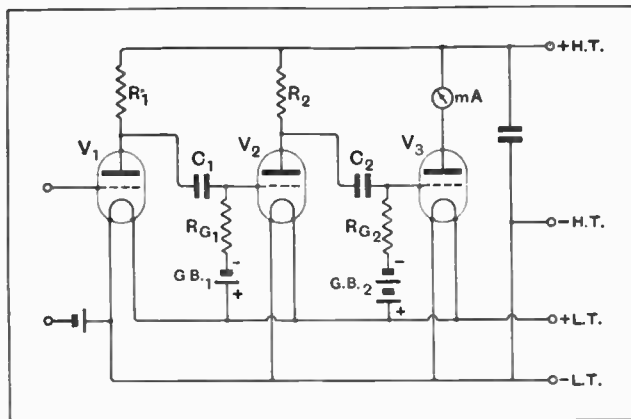 +H.T.
R1
R2
mA
V1
C1
V2
C2
V3
RG1
RG2
-H.T.
-
-
G.B.1
G.B.2
+
+
+L.T.
-L.T.